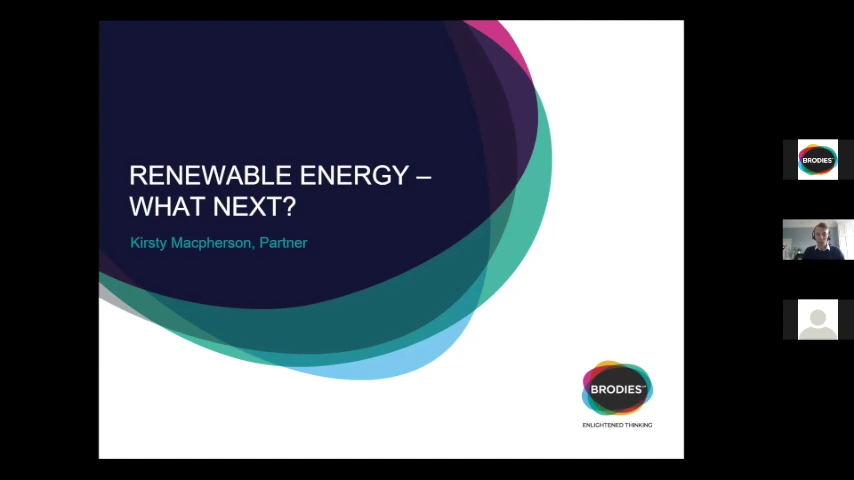 RENEWABLE ENERGY –
WHAT NEXT?
Kirsty Macpherson, Partner
BRODIES
ENLIGHTENED THINKING
BRODIES